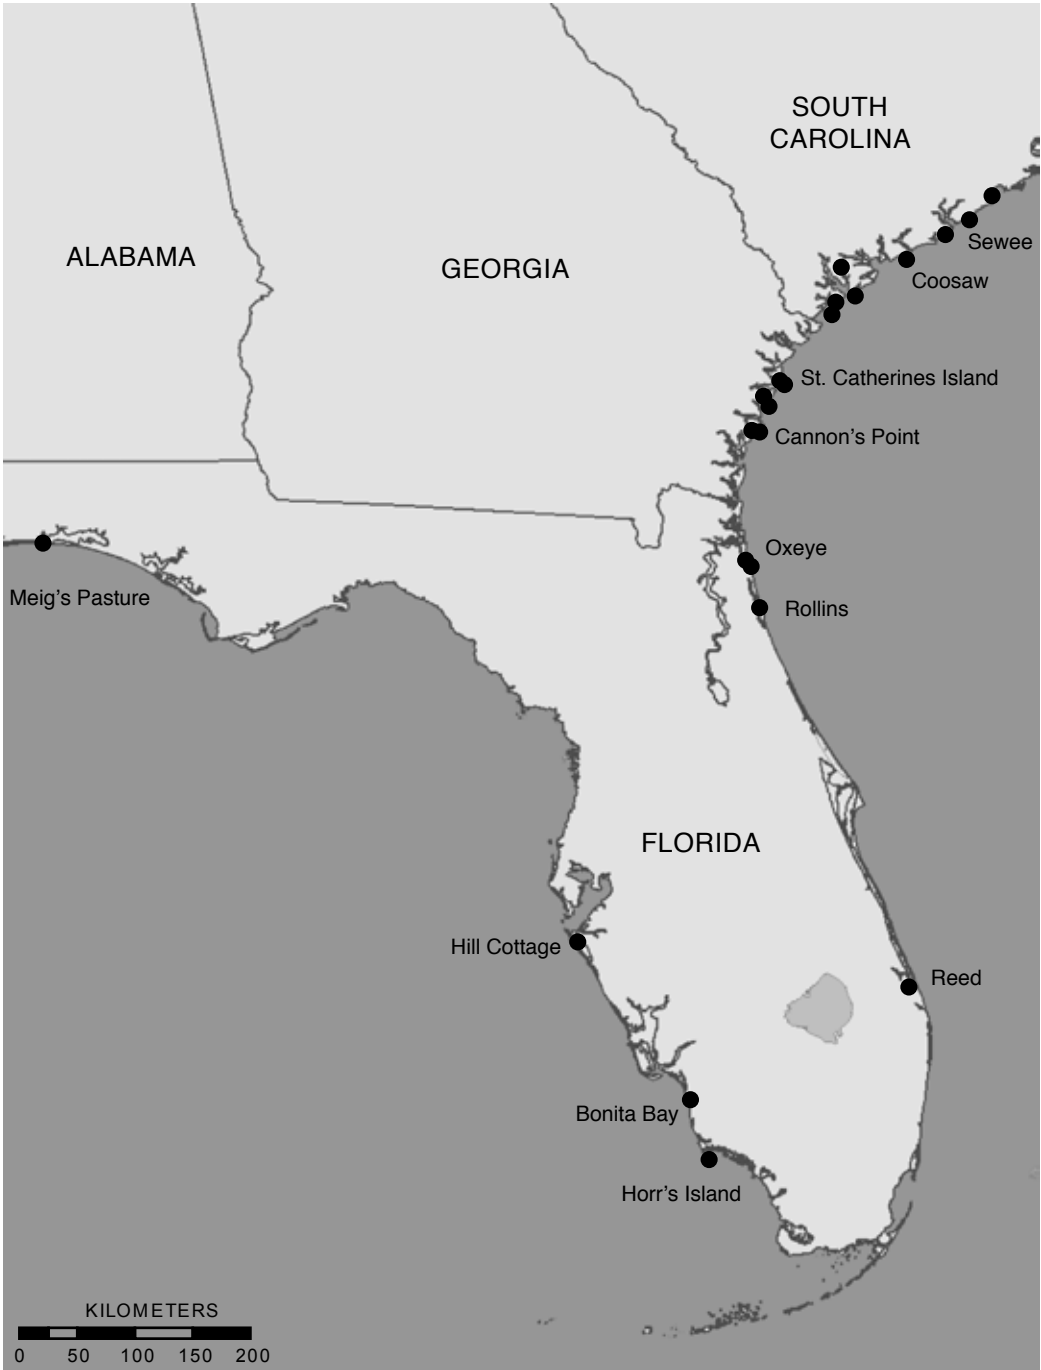 SOUTH
CAROLINA
ALABAMA
GEORGIA
Sewee
Coosaw
St. Catherines Island
Cannon's Point
Oxeye
Meig's Pasture
Rollins
FLORIDA
Hill Cottage
Reed
Bonita Bay
Horr's Island
KILOMETERS
0 50 100 150 200